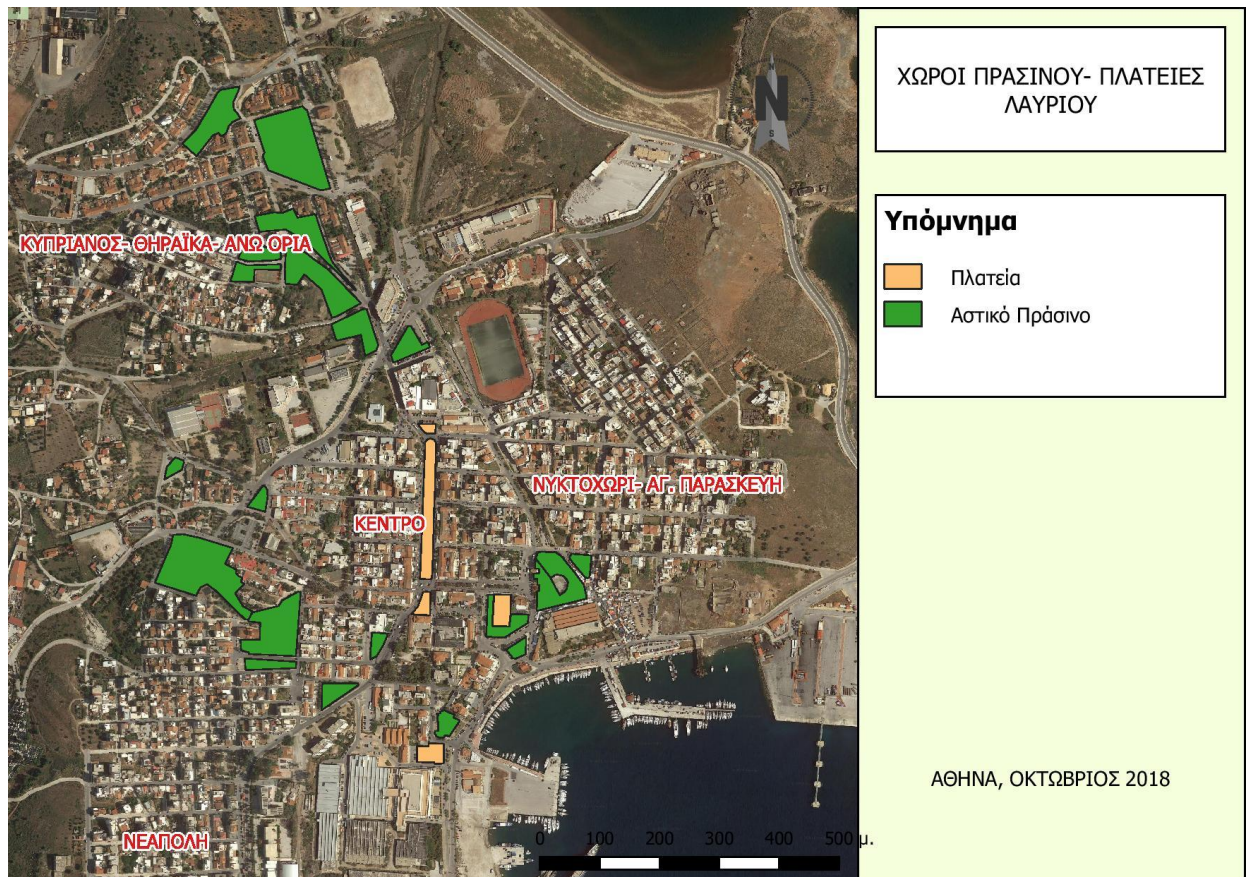 ΧΩΡΟΙ ΠΡΑΣΙΝΟΥ- ΠΛΑΤΕΙΕΣ
ΛΑΥΡΙΟΥ
Υπόμνημα
Πλατεία
Αστικό Πράσινο
N
S
ΚΥΠΡΙΑΝΟΣ- ΘΗΡΑΪΚΑ- ΑΝΩ ΟΡΙΑ
ΝΥΚΤΟΧΩΡΙ- ΑΓ. ΠΑΡΑΣΚΕΥΗ
ΚΕΝΤΡΟ
ΝΕΑΠΟΛΗ
0 100 200 300 400 500 μ.
ΑΘΗΝΑ, ΟΚΤΩΒΡΙΟΣ 2018